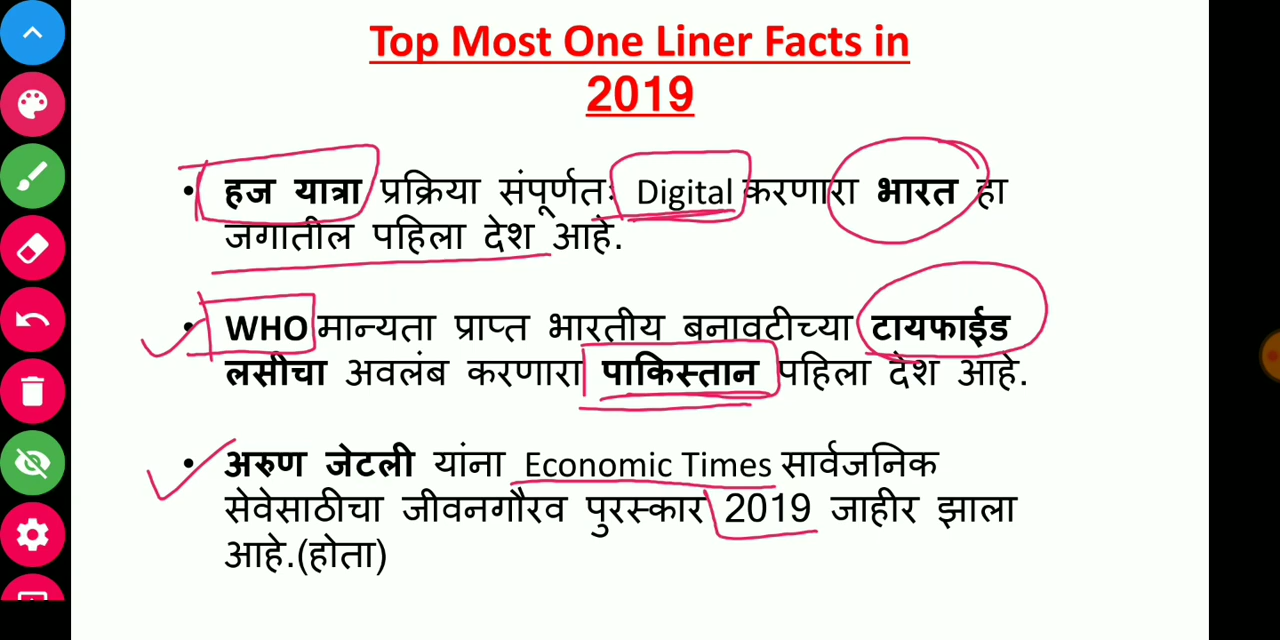 Top Most One Liner Facts in
2019
• हज यात्रा प्रक्रिया संपूर्णतः Digital करणारा भारत हा
जगातील पहिला देश आहे.
• WHO मान्यता प्राप्त भारतीय बनावटीच्या टायफाईड
लसीचा अवलंब करणारा पाकिस्तान पहिला देश आहे.
• अरुण जेटली यांना Economic Times सार्वजनिक
सेवेसाठीचा जीवनगौरव पुरस्कार 2019 जाहीर झाला
आहे.(होता)